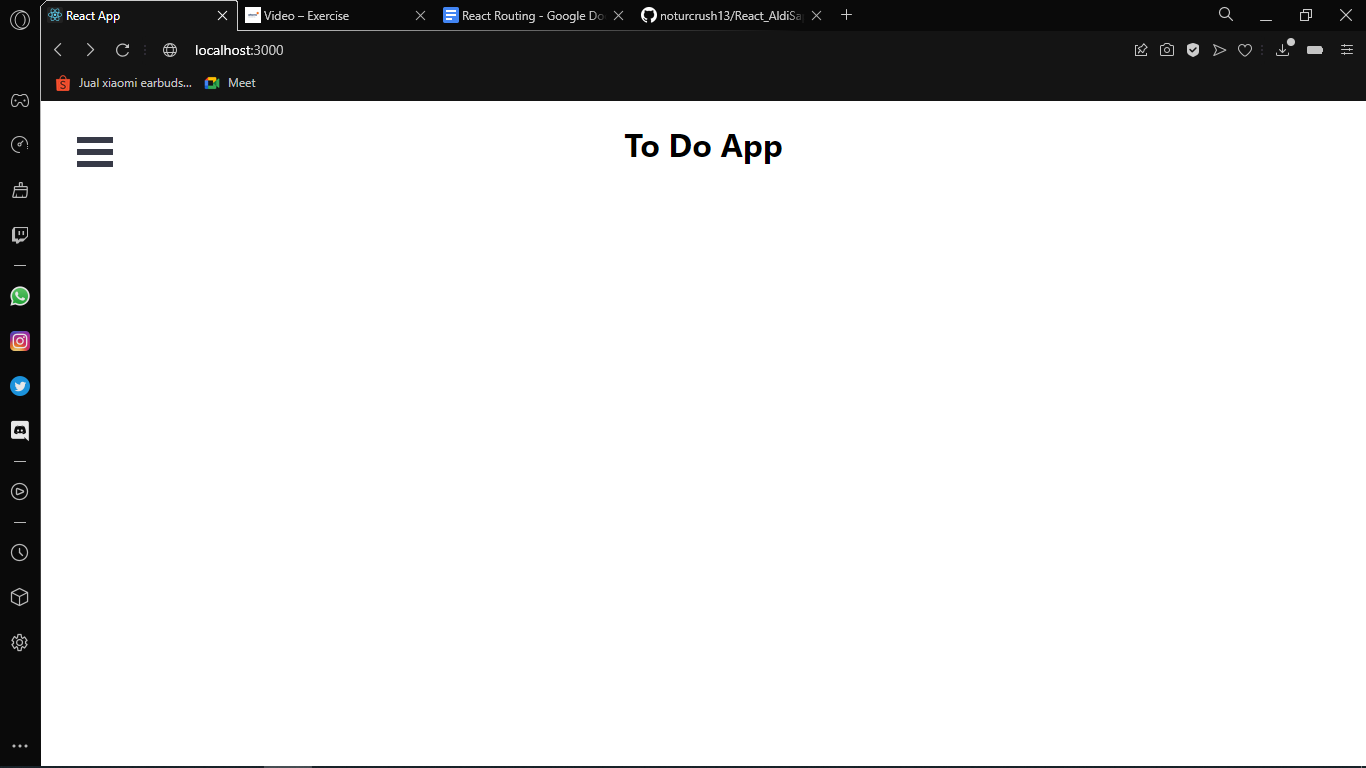 React App
Video – Exercise
React Routing - Google Do
noturcrush13/React_AldiSa
localhost:3000
Jual xiaomi earbuds...
Meet
To Do App